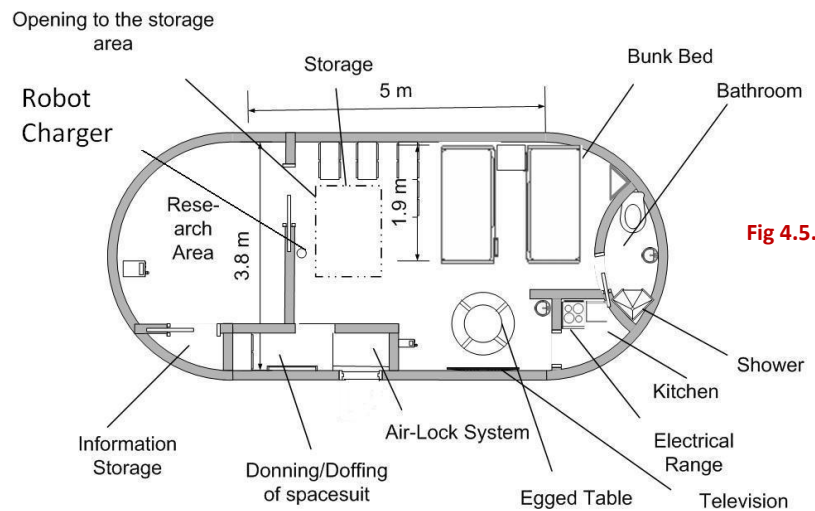 Opening to the storage
area
Storage
5 m
Bunk Bed
Bathroom
Robot
Charger
Rese-
arch
Area
1.9 m
3.8 m
Fig 4.5.
Shower
Kitchen
Electrical
Range
Television
Egged Table
Air-Lock System
Donning/Doffing
of spacesuit
Information
Storage